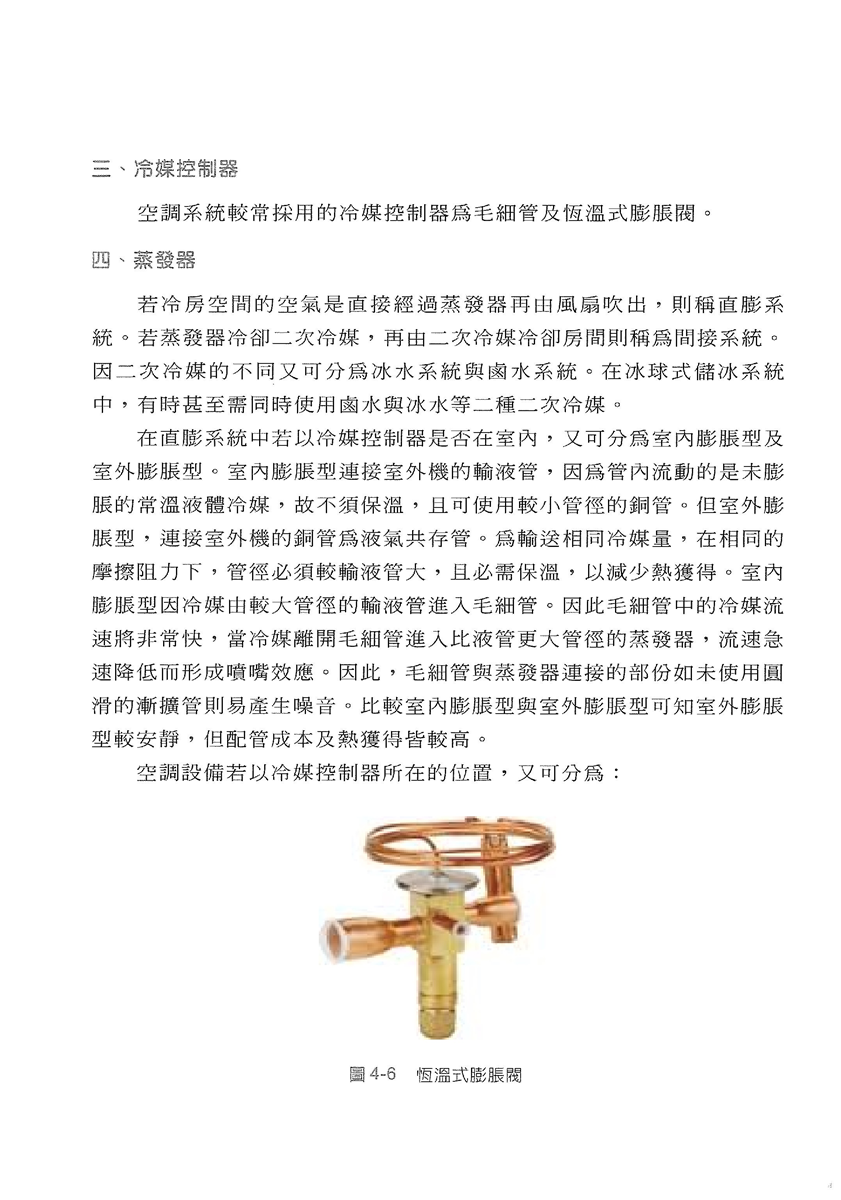 三、冷媒控制器
空調系統較常採用的冷媒控制器為毛細管及恆溫式膨脹閥。
四、蒸發器
若冷房空間的空氣是直接經過蒸發器再由風扇吹出，則稱直膨系
統。若蒸發器冷卻二次冷媒，再由二次冷媒冷卻房間則稱為間接系統。
因二次冷媒的不同又可分為冰水系統與鹵水系統。在冰球式儲冰系統
中，有時甚至需同時使用鹵水與冰水等二種二次冷媒。
在直膨系統中若以冷媒控制器是否在室內，又可分為室內膨脹型及
室外膨脹型。室內膨脹型連接室外機的輸液管，因為管內流動的是未膨
脹的常溫液體冷媒，故不須保溫，且可使用較小管徑的銅管。但室外膨
脹型，連接室外機的銅管為液氣共存管。為輸送相同冷媒量，在相同的
摩擦阻力下，管徑必須較輸液管大，且必需保溫，以減少熱獲得。室內
膨脹型因冷媒由較大管徑的輸液管進入毛細管。因此毛細管中的冷媒流
速將非常快，當冷媒離開毛細管進入比液管更大管徑的蒸發器，流速急
速降低而形成噴嘴效應。因此，毛細管與蒸發器連接的部份如未使用圓
滑的漸擴管則易產生噪音。比較室內膨脹型與室外膨脹型可知室外膨脹
型較安靜，但配管成本及熱獲得皆較高。
空調設備若以冷媒控制器所在的位置，又可分為：
圖 4-6　恆溫式膨脹閥